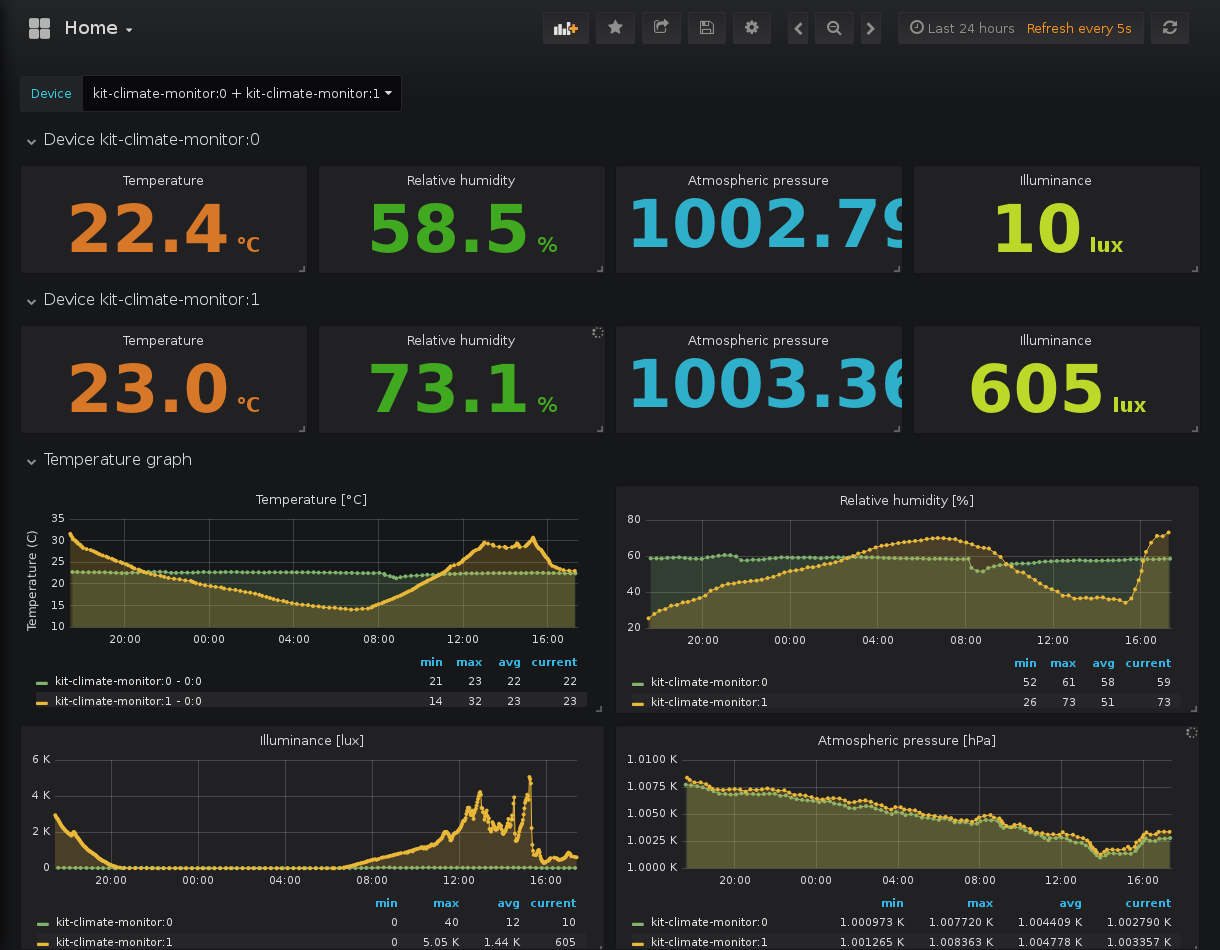 Home
Last 24 hours Refresh every 5s
Device kit-climate-monitor:0 + kit-climate-monitor:1
Device kit-climate-monitor:0
Temperature Relative humidity Atmospheric pressure Illuminance
22.4 °C 58.5 % 1002.79 10 lux
Device kit-climate-monitor:1
Temperature Relative humidity Atmospheric pressure Illuminance
23.0 °C 73.1 % 1003.36 605 lux
Temperature graph
Temperature [°C]
Temperature (C)
35
30
25
20
15
10
20:00 00:00 04:00 08:00 12:00 16:00
min max avg current
kit-climate-monitor:0 - 0:0 21 23 22 22
kit-climate-monitor:1 - 0:0 14 32 23 23
Relative humidity [%]
80
60
40
20
20:00 00:00 04:00 08:00 12:00 16:00
min max avg current
kit-climate-monitor:0 52 61 58 59
kit-climate-monitor:1 26 73 51 73
Illuminance [lux]
6 K
4 K
2 K
0
20:00 00:00 04:00 08:00 12:00 16:00
min max avg current
kit-climate-monitor:0 0 40 12 10
kit-climate-monitor:1 0 5.05 K 1.44 K 605
Atmospheric pressure [hPa]
1.0100 K
1.0075 K
1.0050 K
1.0025 K
1.0000 K
20:00 00:00 04:00 08:00 12:00 16:00
min max avg current
kit-climate-monitor:0 1.000973 K 1.007720 K 1.004409 K 1.002790 K
kit-climate-monitor:1 1.001265 K 1.008363 K 1.004778 K 1.003357 K